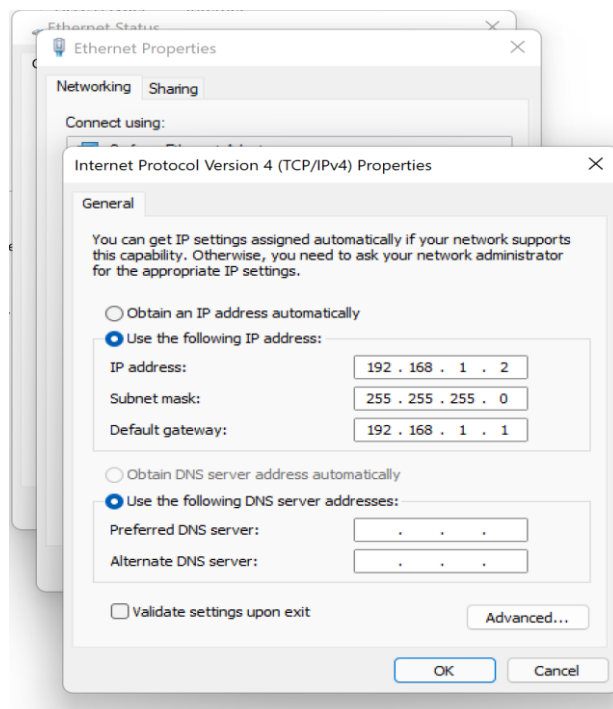 Ethernet Status
Ethernet Properties
Networking Sharing
Connect using:
Internet Protocol Version 4 (TCP/IPv4) Properties
General
You can get IP settings assigned automatically if your network supports
this capability. Otherwise, you need to ask your network administrator
for the appropriate IP settings.
Obtain an IP address automatically
Use the following IP address:
IP address: 192 . 168 . 1 . 2
Subnet mask: 255 . 255 . 255 . 0
Default gateway: 192 . 168 . 1 . 1
Obtain DNS server address automatically
Use the following DNS server addresses:
Preferred DNS server: . . .
Alternate DNS server: . . .
Validate settings upon exit
Advanced...
OK Cancel